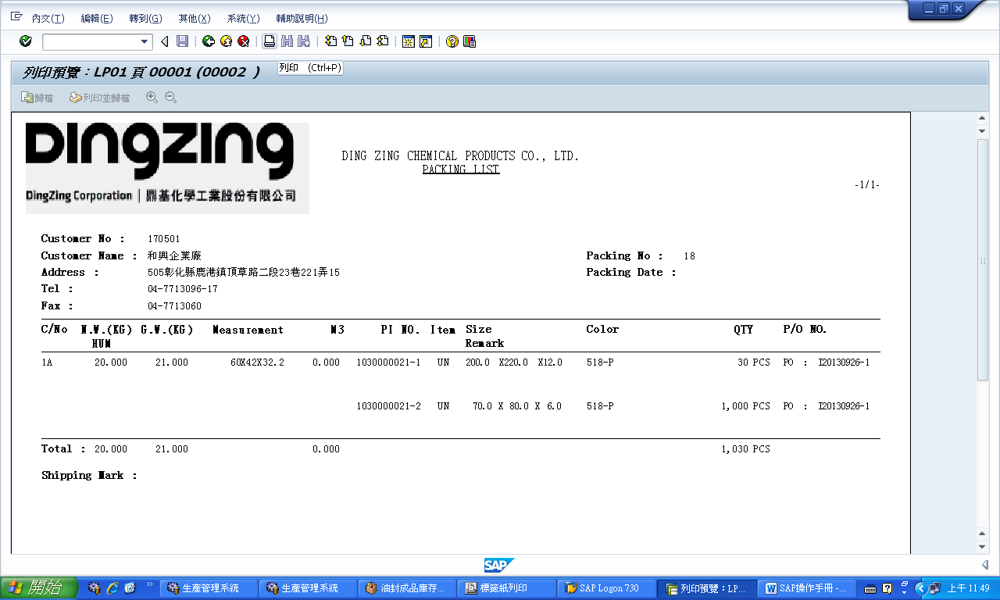 內文(T) 編輯(E) 轉到(G) 其他(X) 系統(Y) 輔助說明(H)
列印預覽：LP01 頁 00001 (00002 )
列印 (Ctrl+P)
歸檔 列印並歸檔
DingZing
DingZing Corporation | 鼎基化學工業股份有限公司
DING ZING CHEMICAL PRODUCTS CO., LTD.
PACKING LIST
-1/1-
Customer No : 170501
Customer Name : 和興企業廠 Packing No : 18
Address : 505彰化縣鹿港鎮頂草路二段23巷221弄15 Packing Date :
Tel : 04-7713096-17
Fax : 04-7713060
C/No N.W.(KG) G.W.(KG) Measurement M3 PI NO. Item Size Color QTY P/O NO.
HUM Remark
1A 20.000 21.000 60X42X32.2 0.000 1030000021-1 UN 200.0 X220.0 X12.0 518-P 30 PCS PO : I20130926-1
1030000021-2 UN 70.0 X 80.0 X 6.0 518-P 1,000 PCS PO : I20130926-1
Total : 20.000 21.000 0.000 1,030 PCS
Shipping Mark :
SAP
開始 生產管理系統 生產管理系統 油封成品庫存... 標籤紙列印 SAP Logon 730 列印預覽：LP... SAP操作手冊 -... 上午 11:49